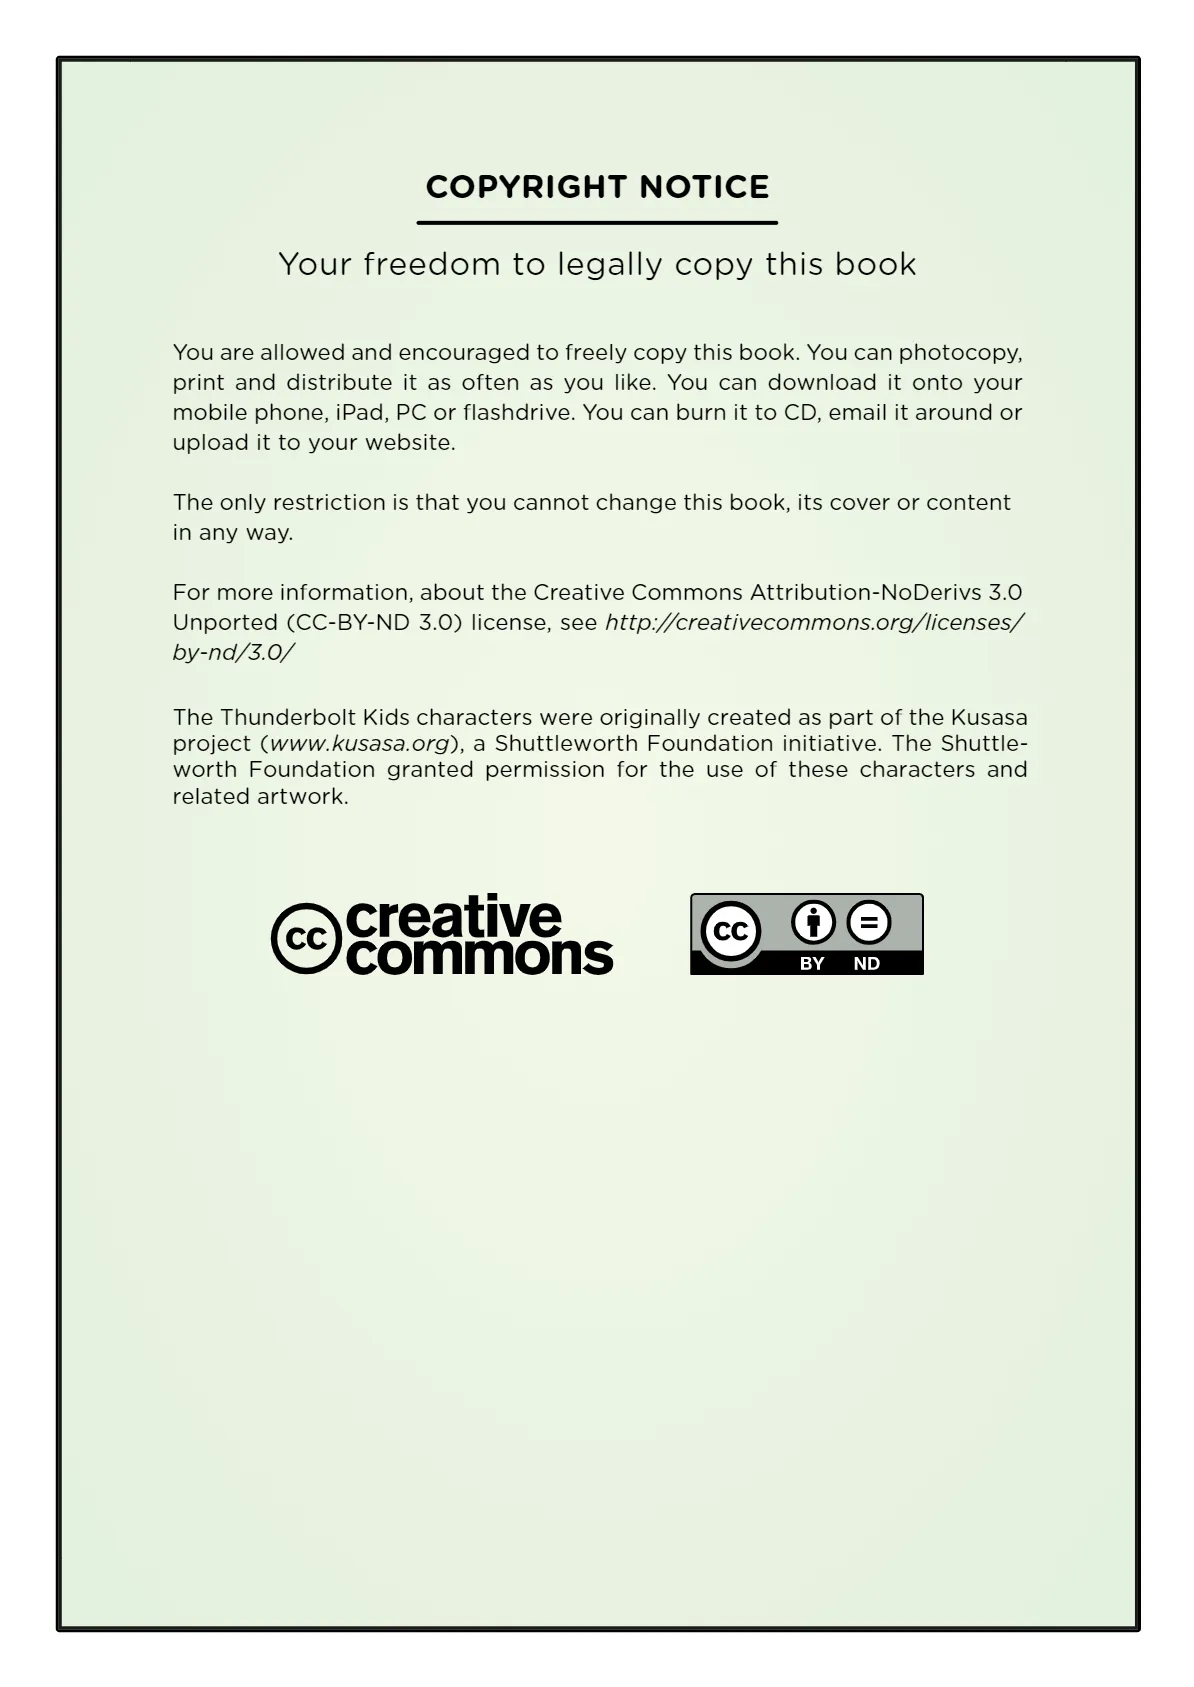 COPYRIGHT NOTICE
Your freedom to legally copy this book
You are allowed and encouraged to freely copy this book. You can photocopy,
print and distribute it as often as you like. You can download it onto your
mobile phone, iPad, PC or flashdrive. You can burn it to CD, email it around or
upload it to your website.
The only restriction is that you cannot change this book, its cover or content
in any way.
For more information, about the Creative Commons Attribution-NoDerivs 3.0
Unported (CC-BY-ND 3.0) license, see http://creativecommons.org/licenses/
by-nd/3.0/
The Thunderbolt Kids characters were originally created as part of the Kusasa
project (www.kusasa.org), a Shuttleworth Foundation initiative. The Shuttle-
worth Foundation granted permission for the use of these characters and
related artwork.
cc creative
commons
cc
BY ND